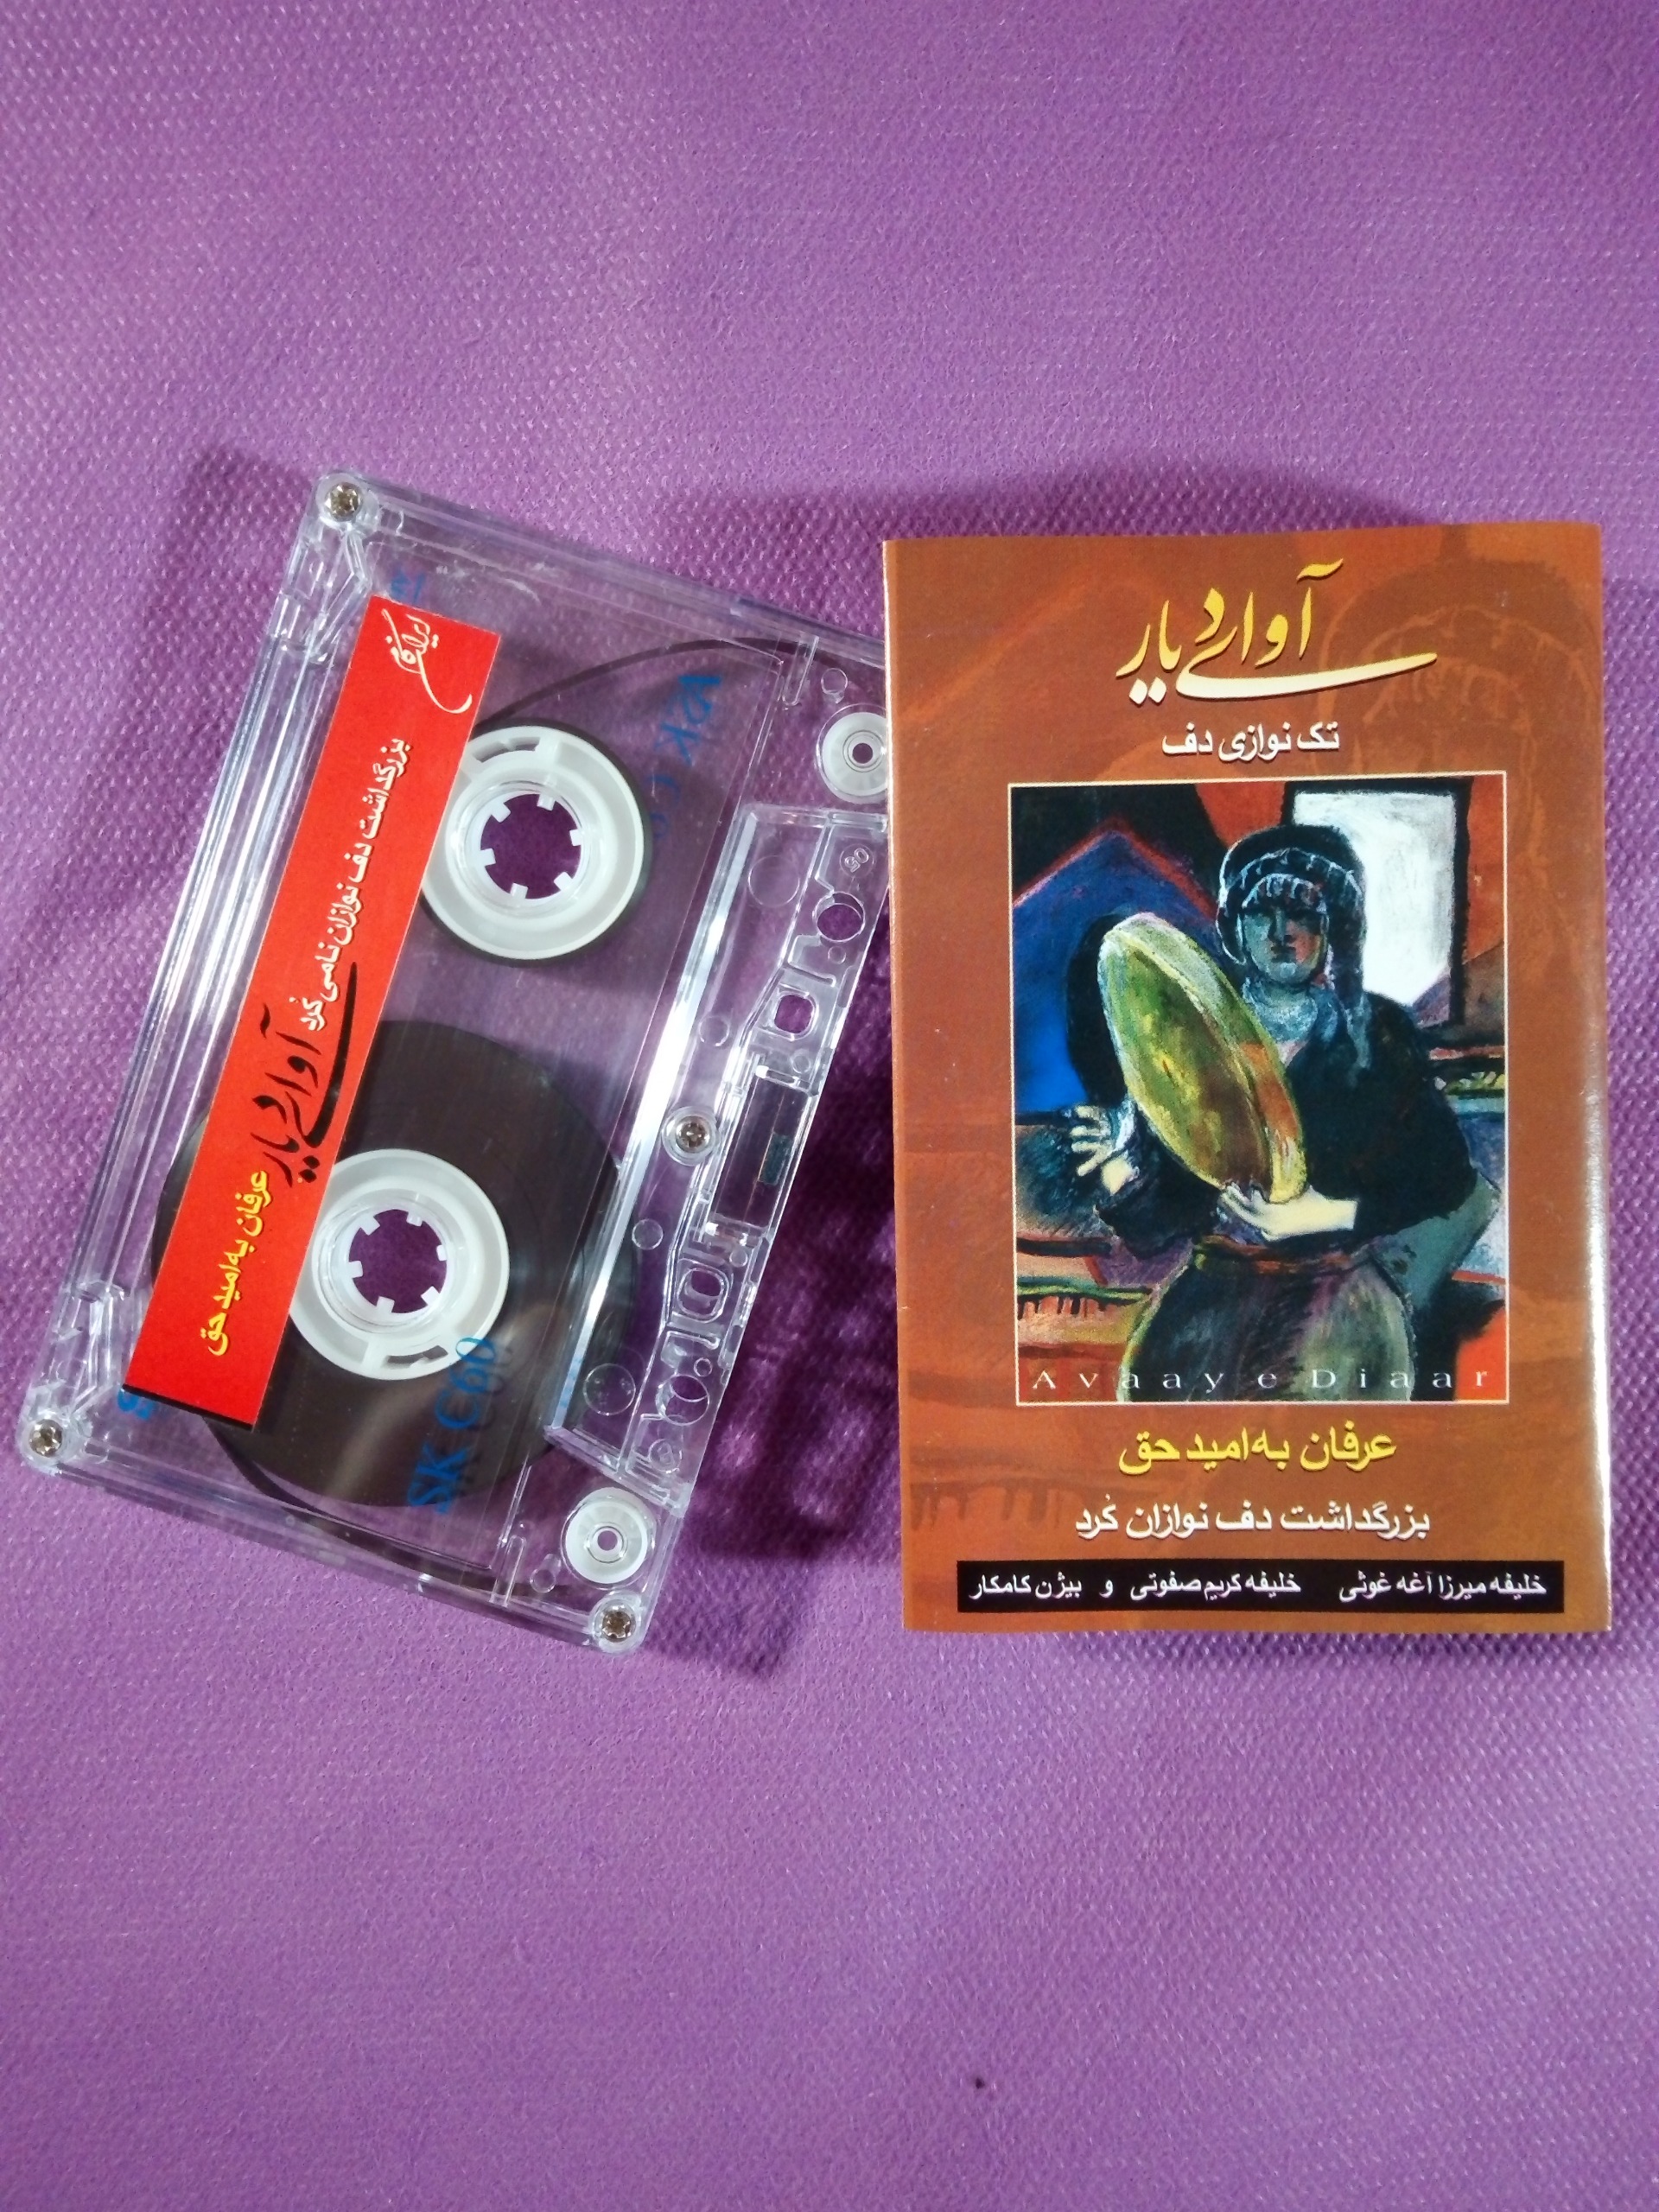 ایرانگام
بزرگداشت دف نوازان نامی کُرد
آوای دیار
عرفان به امید حق
SK C60
آوای دیار
تک نوازی دف
Avaay e Diaar
عرفان به امید حق
بزرگداشت دف نوازان کُرد
خلیفه میرزا آغه غوثی خلیفه کریم صفوتی و بیژن کامکار